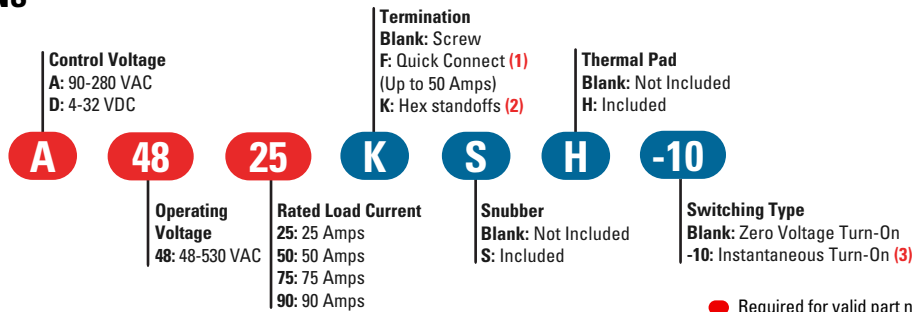 Termination
Blank: Screw
F: Quick Connect (1)
(Up to 50 Amps)
K: Hex standoffs (2)
Control Voltage
A: 90-280 VAC
D: 4-32 VDC
Thermal Pad
Blank: Not Included
H: Included
A 48 25 K S H -10
Operating
Voltage
48: 48-530 VAC
Rated Load Current
25: 25 Amps
50: 50 Amps
75: 75 Amps
90: 90 Amps
Snubber
Blank: Not Included
S: Included
Switching Type
Blank: Zero Voltage Turn-On
-10: Instantaneous Turn-On (3)
Required for valid part n